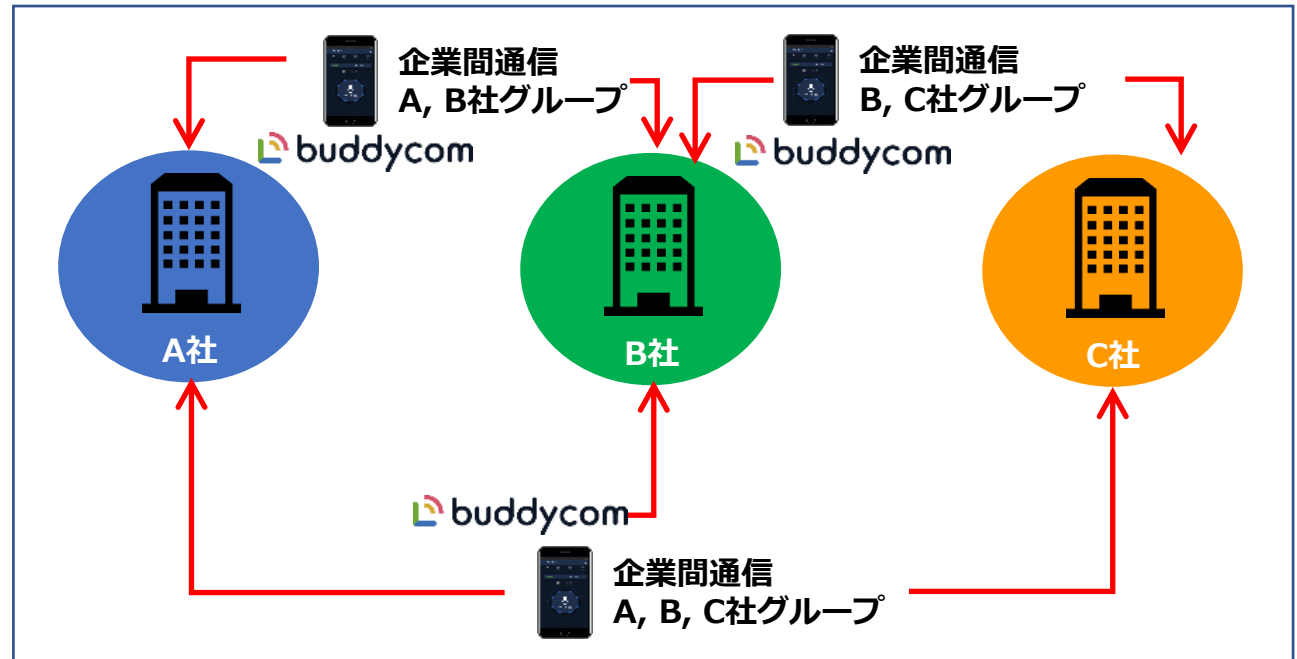 企業間通信
A, B社グループ
buddycom
企業間通信
B, C社グループ
buddycom
A社
B社
C社
buddycom
企業間通信
A, B, C社グループ